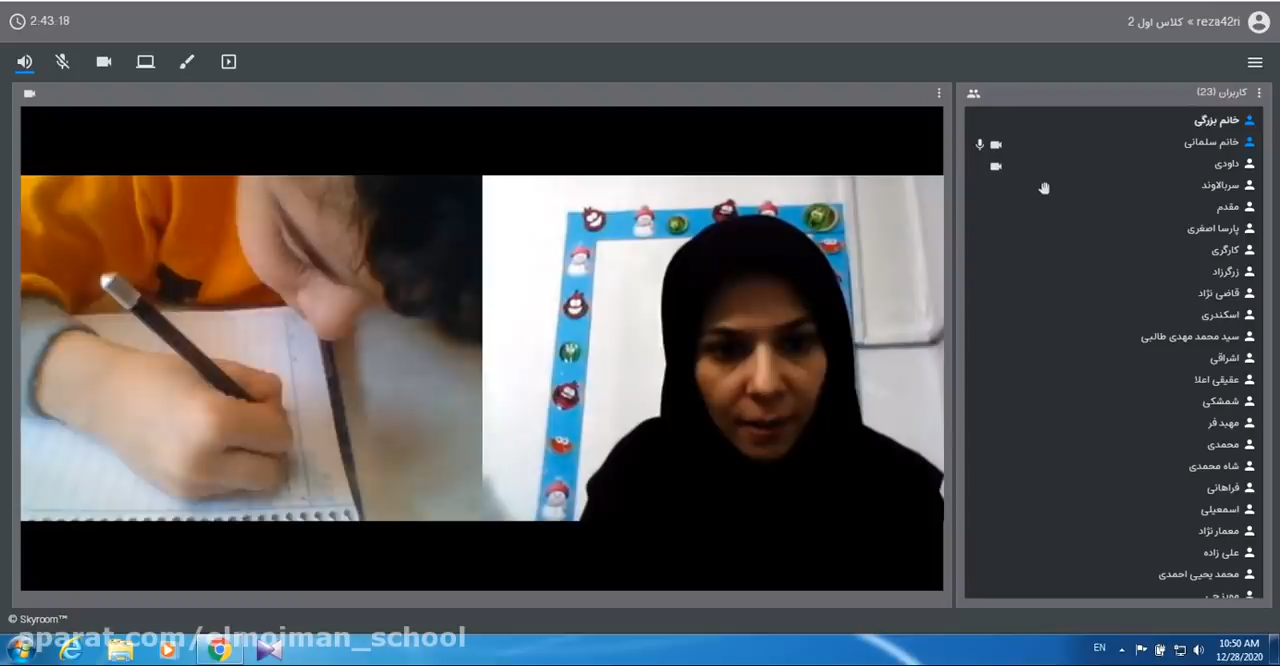 2:43:18
reza42ri » کلاس اول 2
کاربران (23)
خانم بزرگی
خانم سلمانی
داودی
سربالاوند
مقدم
پارسا اصغری
کارگری
زرگرزاد
قاضی نژاد
اسکندری
سید محمد مهدی طالبی
اشراقی
عقیقی اعلا
شمشکی
مهبد فر
محمدی
شاه محمدی
فراهانی
اسمعیلی
معمار نژاد
علی زاده
محمد یحیی احمدی
© Skyroom™
aparat.com/elmoiman_school
EN
10:50 AM
12/28/2020